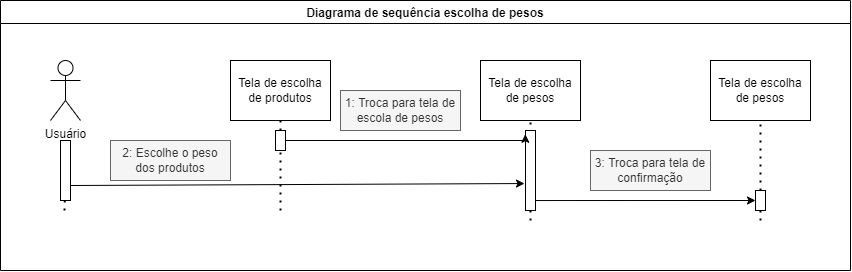 Diagrama de sequência escolha de pesos
Usuário
Tela de escolha
de produtos
1: Troca para tela de
escola de pesos
Tela de escolha
de pesos
Tela de escolha
de pesos
2: Escolhe o peso
dos produtos
3: Troca para tela de
confirmação